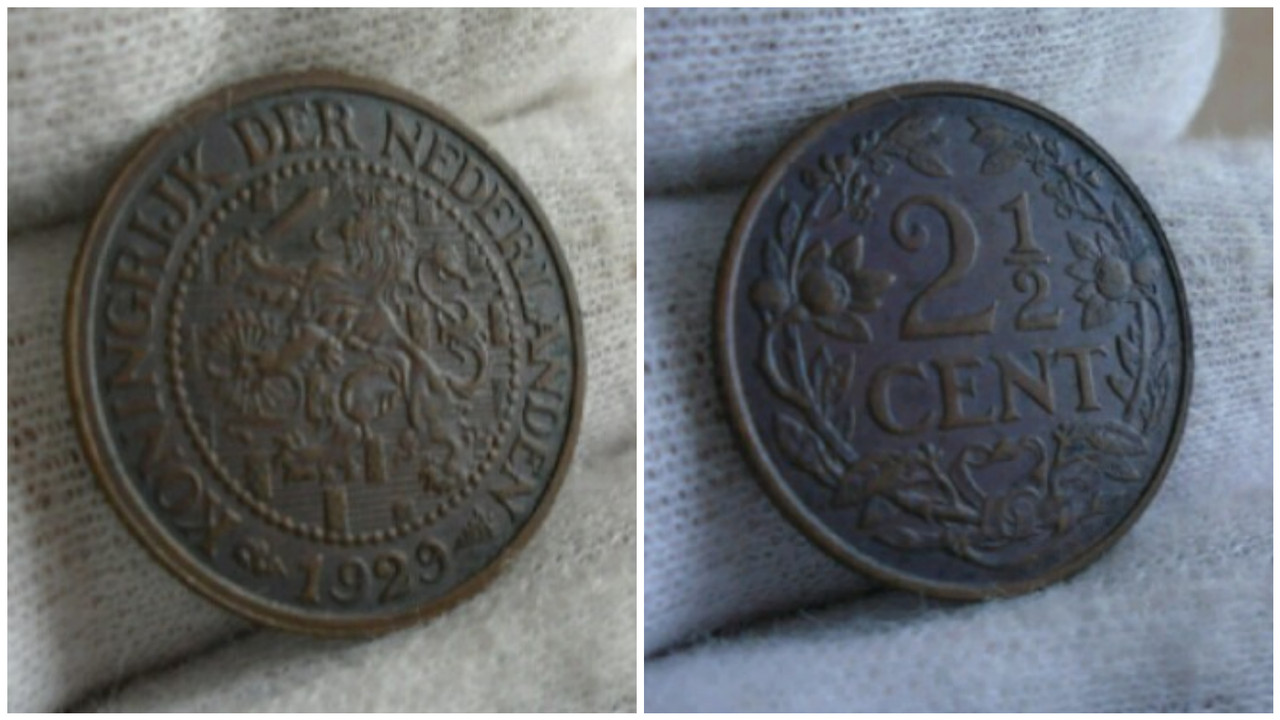 KONINGRIJK DER NEDERLANDEN
1929
2 1/2
CENT